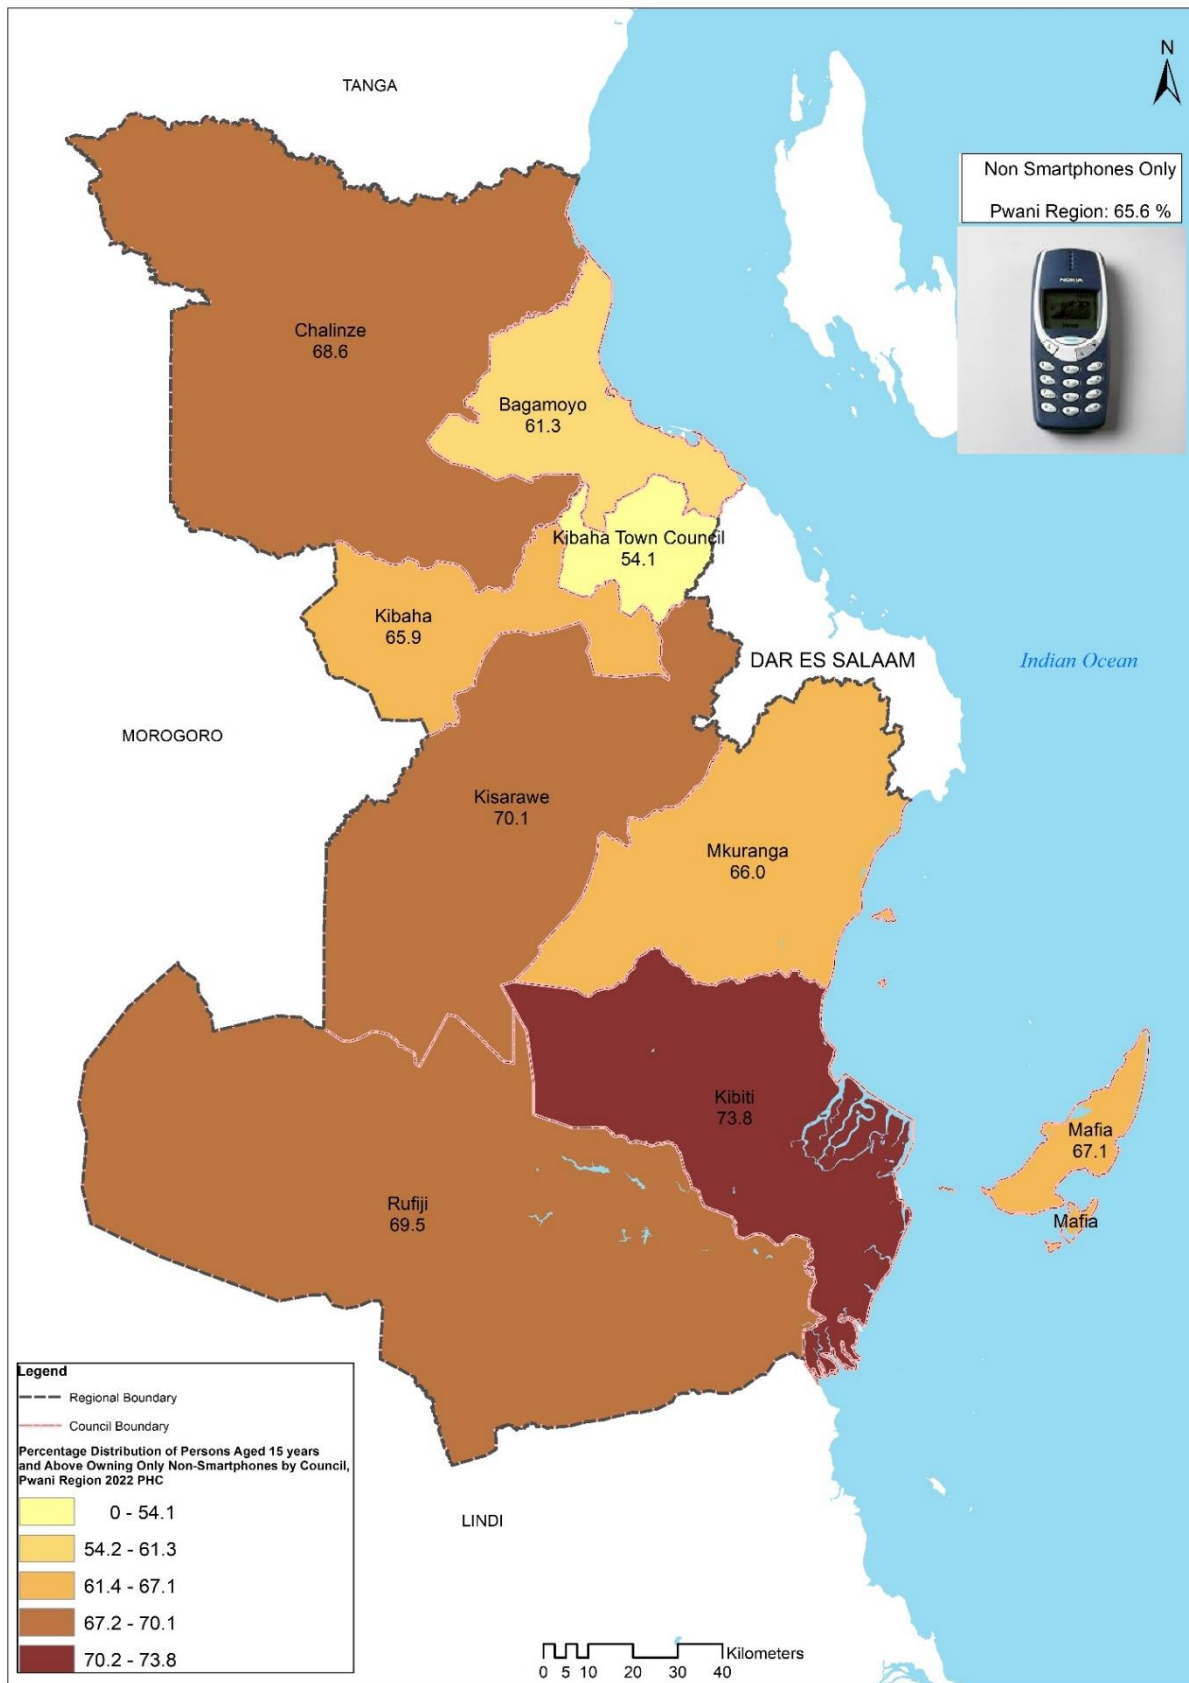 TANGA
N
Non Smartphones Only
Pwani Region: 65.6 %
NOKIA
Chalinze
68.6
Bagamoyo
61.3
Kibaha Town Council
54.1
Kibaha
65.9
DAR ES SALAAM
Indian Ocean
MOROGORO
Kisarawe
70.1
Mkuranga
66.0
Kibiti
73.8
Mafia
67.1
Mafia
Rufiji
69.5
LINDI
Legend
Regional Boundary
Council Boundary
Percentage Distribution of Persons Aged 15 years
and Above Owning Only Non-Smartphones by Council,
Pwani Region 2022 PHC
0 - 54.1
54.2 - 61.3
61.4 - 67.1
67.2 - 70.1
70.2 - 73.8
Kilometers
0 5 10 20 30 40